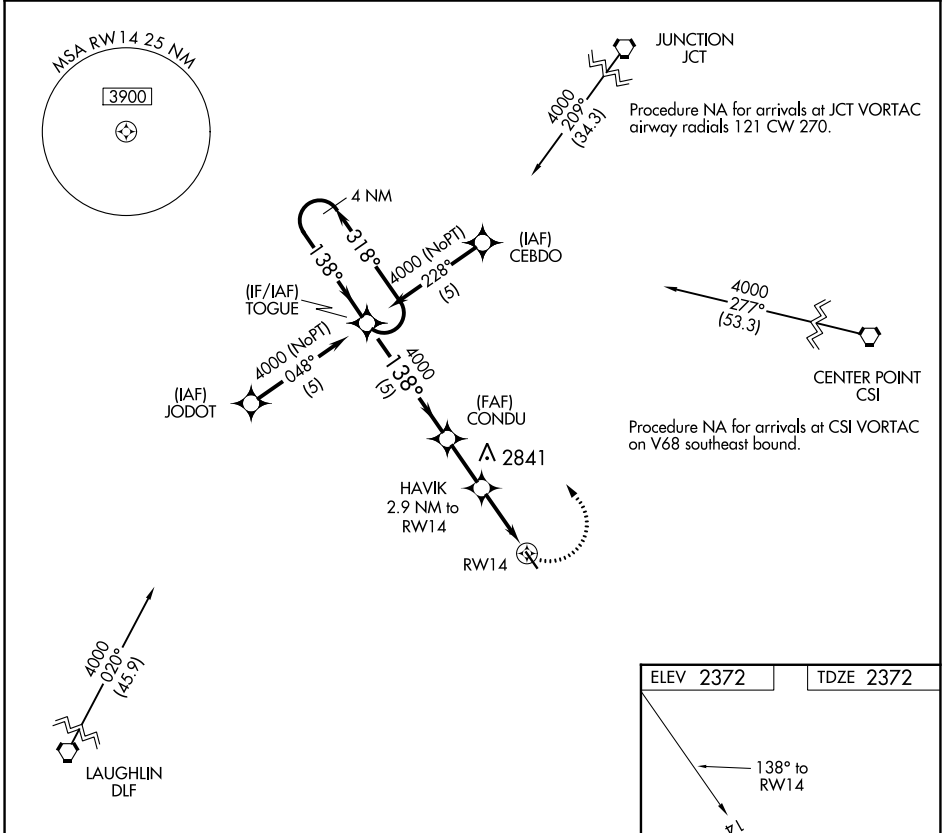 MSA RW14 25 NM
3900
JUNCTION
JCT
4000
209°
(34.3)
Procedure NA for arrivals at JCT VORTAC
airway radials 121 CW 270.
4 NM
318°
138°
4000 (NoPT)
228°
(5)
(IAF)
CEBDO
(IF/IAF)
TOGUE
4000
277°
(53.3)
CENTER POINT
CSI
4000 (NoPT)
048°
(5)
(IAF)
JODOT
4000
138°
(5)
(FAF)
CONDU
2841
Procedure NA for arrivals at CSI VORTAC
on V68 southeast bound.
HAVIK
2.9 NM to
RW14
RW14
4000
020°
(45.9)
LAUGHLIN
DLF
ELEV 2372
TDZE 2372
138° to
RW14
14